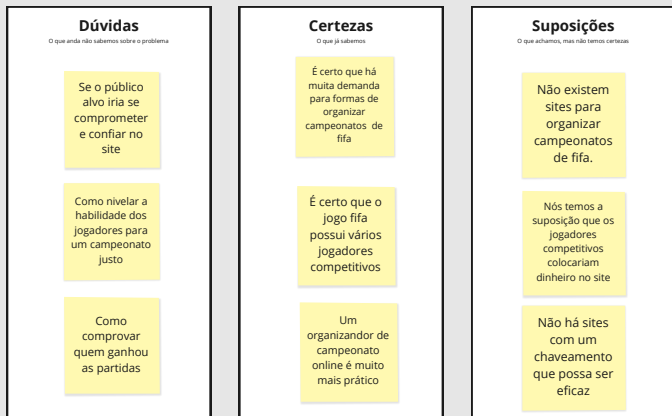 Dúvidas
O que anda não sabemos sobre o problema
Se o público
alvo iria se
comprometer
e confiar no
site
Como nivelar a
habilidade dos
jogadores para
um campeonato
justo
Como
comprovar
quem ganhou
as partidas
Certezas
O que já sabemos
É certo que há
muita demanda
para formas de
organizar
campeonatos de
fifa
É certo que o
jogo fifa
possui vários
jogadores
competitivos
Um
organizandor de
campeonato
online é muito
mais prático
Suposições
O que achamos, mas não temos certezas
Não existem
sites para
organizar
campeonatos
de fifa.
Nós temos a
suposição que os
jogadores
competitivos
colocariam
dinheiro no site
Não há sites
com um
chaveamento
que possa ser
eficaz